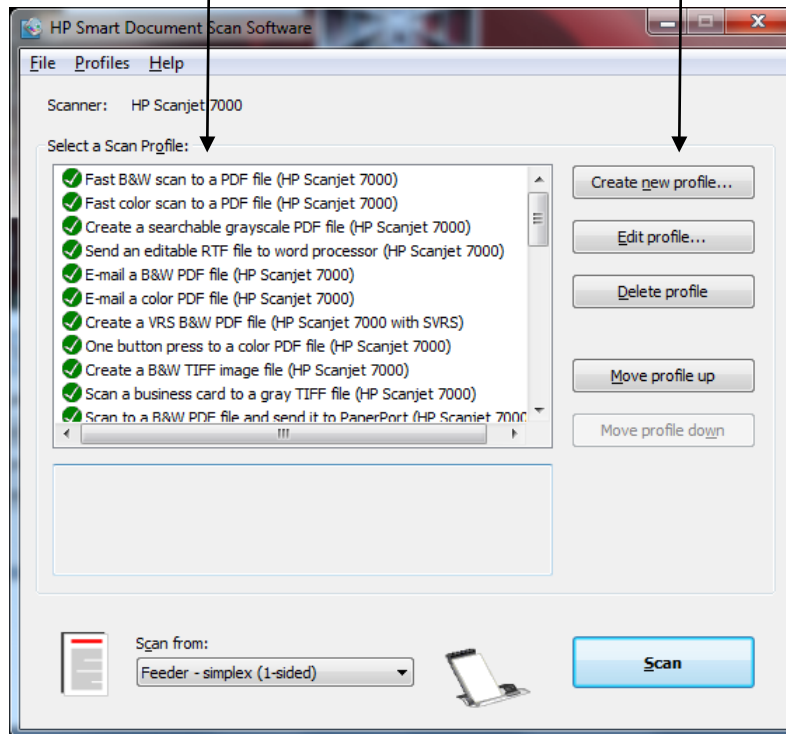 HP Smart Document Scan Software
File Profiles Help
Scanner: HP Scanjet 7000
Select a Scan Profile:
Fast B&W scan to a PDF file (HP Scanjet 7000)
Fast color scan to a PDF file (HP Scanjet 7000)
Create a searchable grayscale PDF file (HP Scanjet 7000)
Send an editable RTF file to word processor (HP Scanjet 7000)
E-mail a B&W PDF file (HP Scanjet 7000)
E-mail a color PDF file (HP Scanjet 7000)
Create a VRS B&W PDF file (HP Scanjet 7000 with SVRS)
One button press to a color PDF file (HP Scanjet 7000)
Create a B&W TIFF image file (HP Scanjet 7000)
Scan a business card to a gray TIFF file (HP Scanjet 7000)
Scan to a B&W PDF file and send it to PaperPort (HP Scanjet 7000
Create new profile...
Edit profile...
Delete profile
Move profile up
Move profile down
Scan from:
Feeder - simplex (1-sided)
Scan